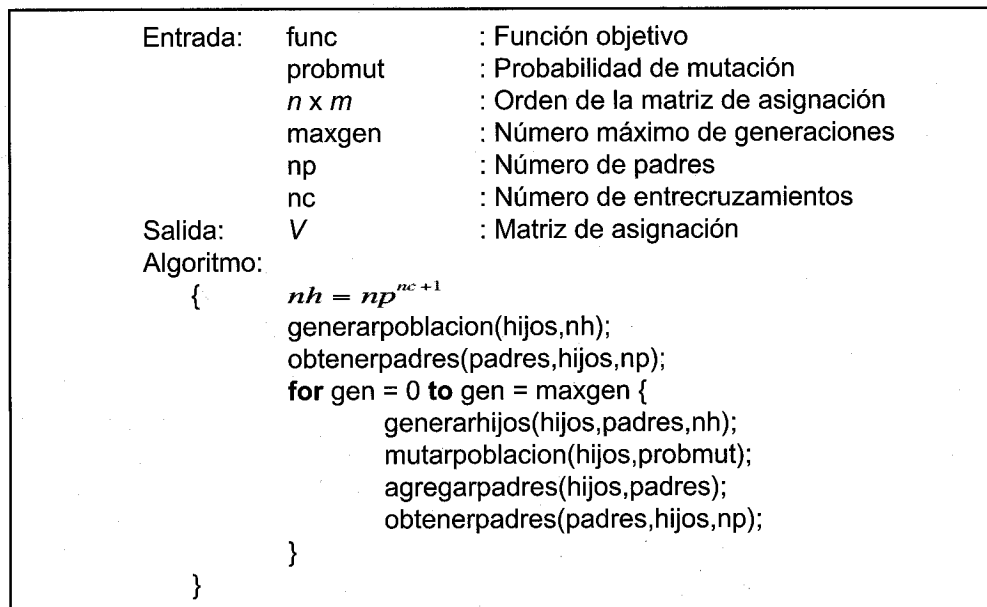 Entrada: func : Función objetivo
probmut : Probabilidad de mutación
n x m : Orden de la matriz de asignación
maxgen : Número máximo de generaciones
np : Número de padres
nc : Número de entrecruzamientos
Salida: V : Matriz de asignación
Algoritmo:
{ nh = np^{nc+1}
generarpoblacion(hijos,nh);
obtenerpadres(padres,hijos,np);
for gen = 0 to gen = maxgen {
generarhijos(hijos,padres,nh);
mutarpoblacion(hijos,probmut);
agregarpadres(hijos,padres);
obtenerpadres(padres,hijos,np);
}
}